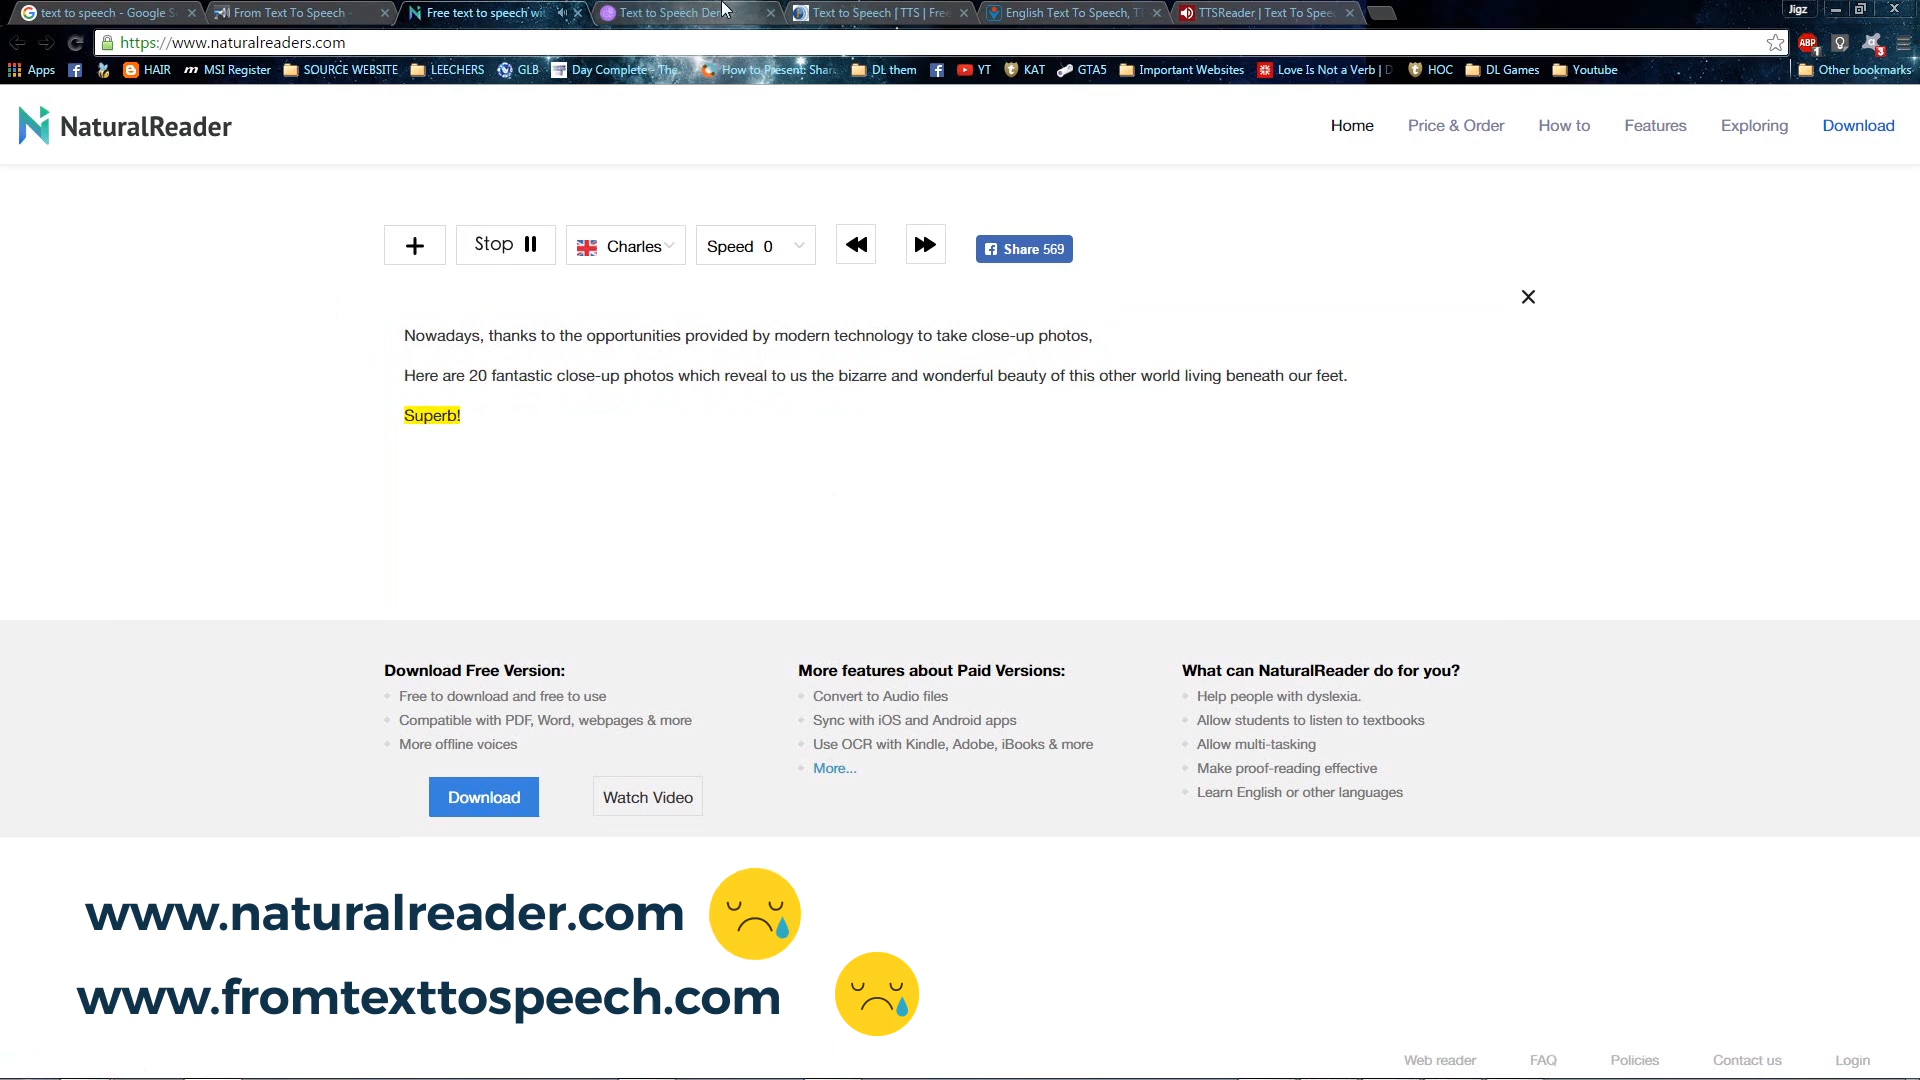 text to speech - Google S
From Text To Speech -
Free text to speech wit
Text to Speech De
Text to Speech | TTS | Free
English Text To Speech, T
TTSReader | Text To Spee
Jigz
https://www.naturalreaders.com
ABP
1
3
Apps
HAIR
MSI Register
SOURCE WEBSITE
LEECHERS
GLB
Day Complete - The
How to Present: Shar
DL them
YT
KAT
GTA5
Important Websites
Love Is Not a Verb | D
HOC
DL Games
Youtube
Other bookmarks
NaturalReader
Home
Price & Order
How to
Features
Exploring
Download
Stop
Charles
Speed 0
Share 569
Nowadays, thanks to the opportunities provided by modern technology to take close-up photos,
Here are 20 fantastic close-up photos which reveal to us the bizarre and wonderful beauty of this other world living beneath our feet.
Superb!
Download Free Version:
Free to download and free to use
Compatible with PDF, Word, webpages & more
More offline voices
Download
Watch Video
More features about Paid Versions:
Convert to Audio files
Sync with iOS and Android apps
Use OCR with Kindle, Adobe, iBooks & more
More...
What can NaturalReader do for you?
Help people with dyslexia.
Allow students to listen to textbooks
Allow multi-tasking
Make proof-reading effective
Learn English or other languages
www.naturalreader.com
www.fromtexttospeech.com
Web reader
FAQ
Policies
Contact us
Login